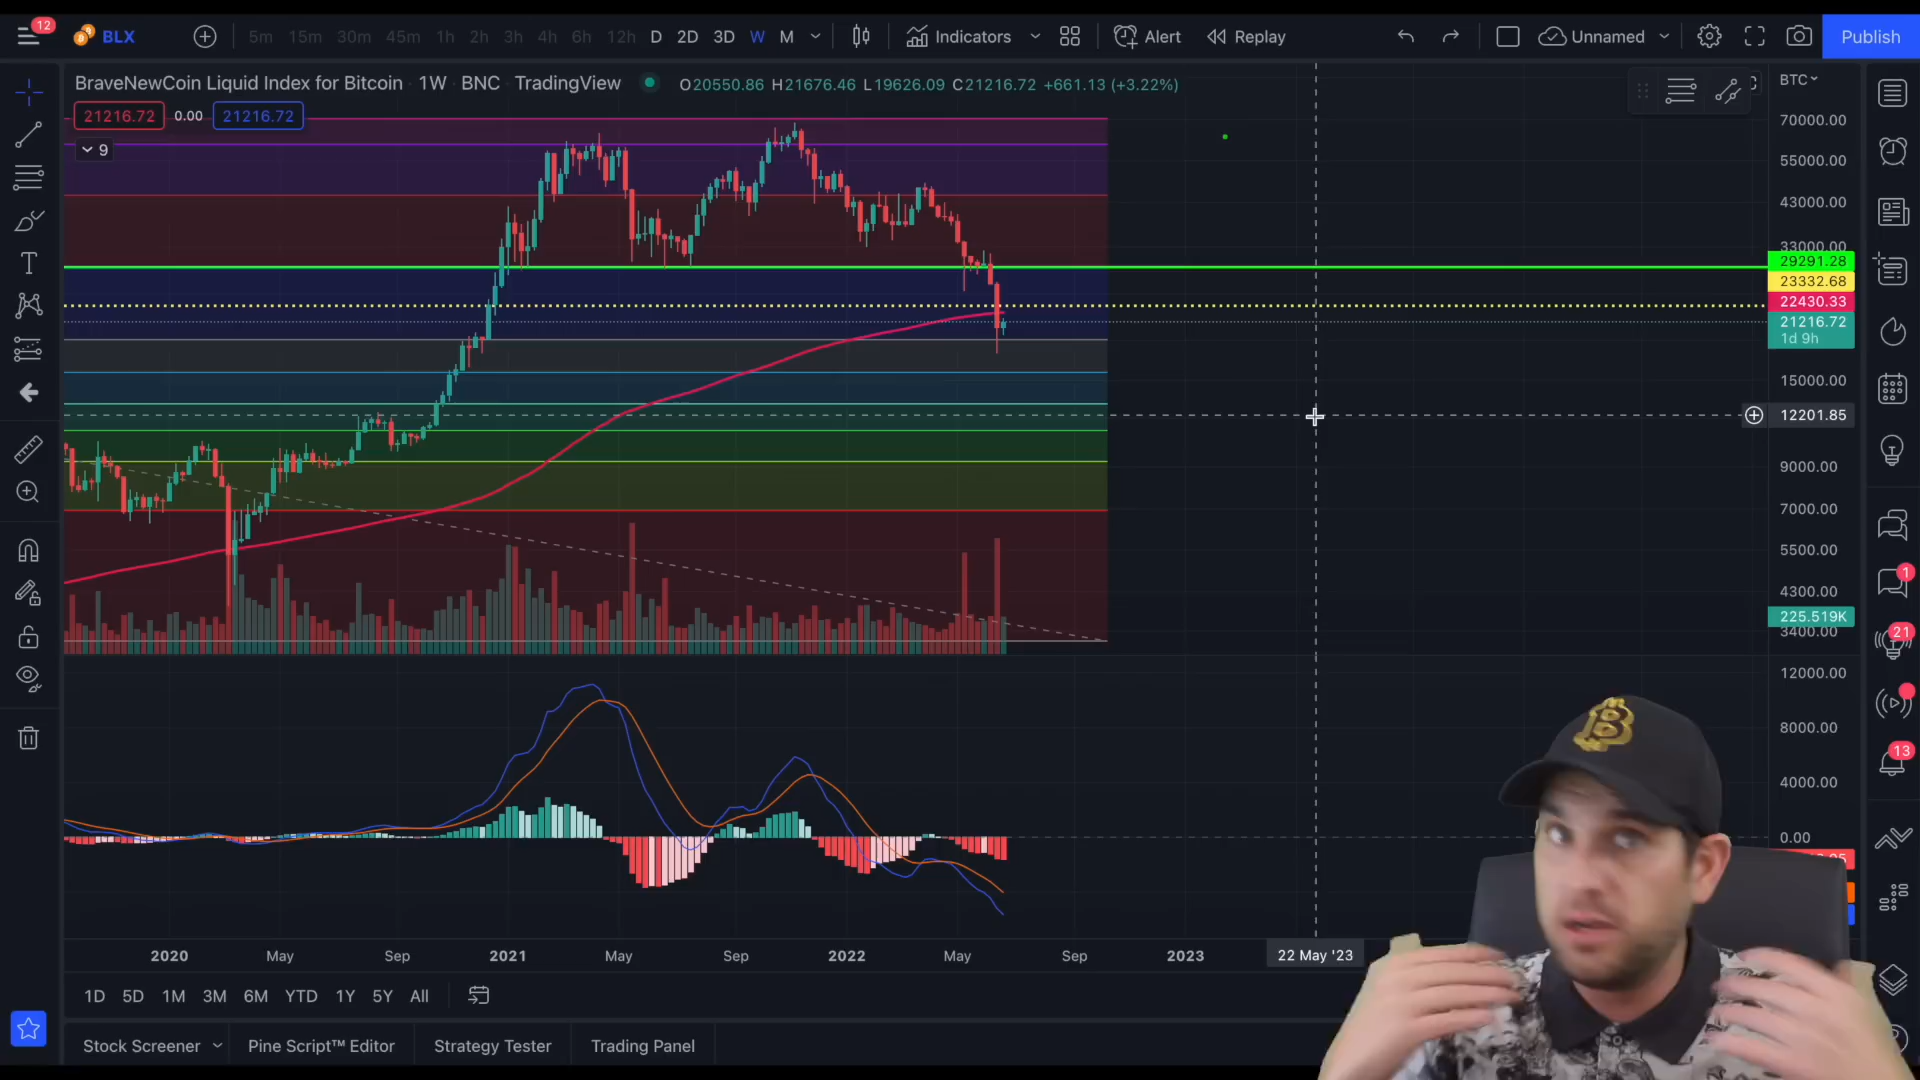 12
BLX
5m 15m 30m 45m 1h 2h 3h 4h 6h 12h D 2D 3D W M
Indicators
Alert
Replay
Unnamed
Publish
BraveNewCoin Liquid Index for Bitcoin · 1W · BNC · TradingView
O20550.86 H21676.46 L19626.09 C21216.72 +661.13 (+3.22%)
BTC
21216.72 0.00 21216.72
9
70000.00
55000.00
43000.00
33000.00
29291.28
23332.68
22430.33
21216.72
1d 9h
15000.00
12201.85
9000.00
7000.00
5500.00
4300.00
225.519K
3400.00
12000.00
8000.00
4000.00
0.00
1
21
13
2020 May Sep 2021 May Sep 2022 May Sep 2023 22 May '23
1D 5D 1M 3M 6M YTD 1Y 5Y All
Stock Screener Pine Script™ Editor Strategy Tester Trading Panel